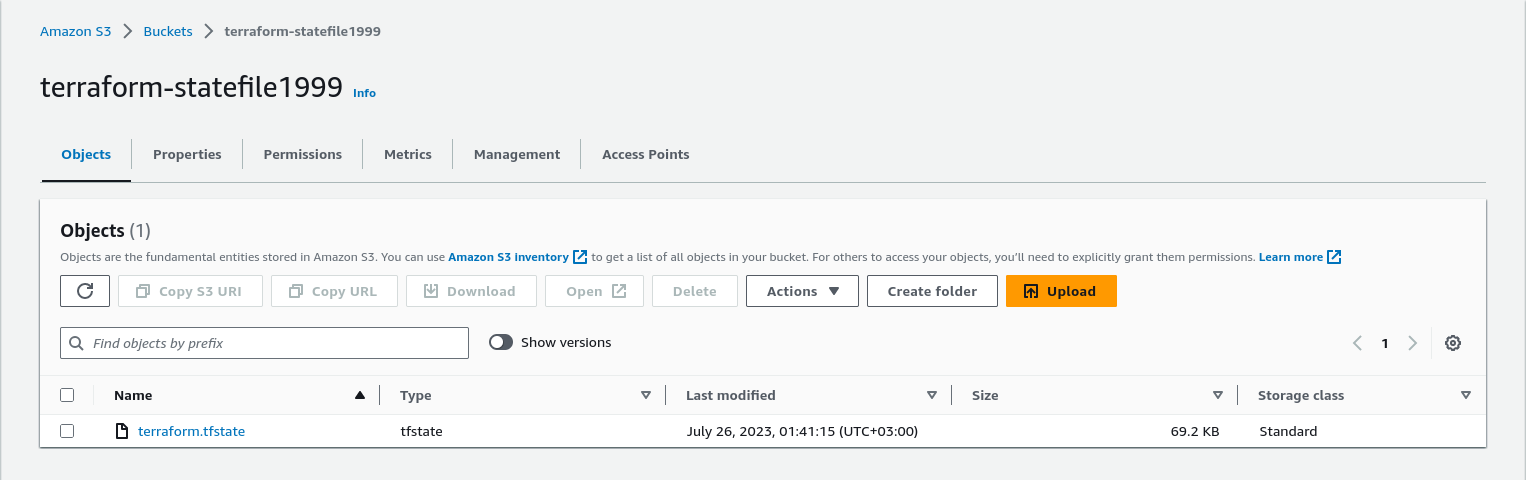 Amazon S3 Buckets terraform-statefile1999
terraform-statefile1999 Info
Objects Properties Permissions Metrics Management Access Points
Objects (1)
Objects are the fundamental entities stored in Amazon S3. You can use Amazon S3 inventory to get a list of all objects in your bucket. For others to access your objects, you'll need to explicitly grant them permissions. Learn more
Copy S3 URI Copy URL Download Open Delete Actions Create folder Upload
Find objects by prefix Show versions 1
Name Type Last modified Size Storage class
terraform.tfstate tfstate July 26, 2023, 01:41:15 (UTC+03:00) 69.2 KB Standard